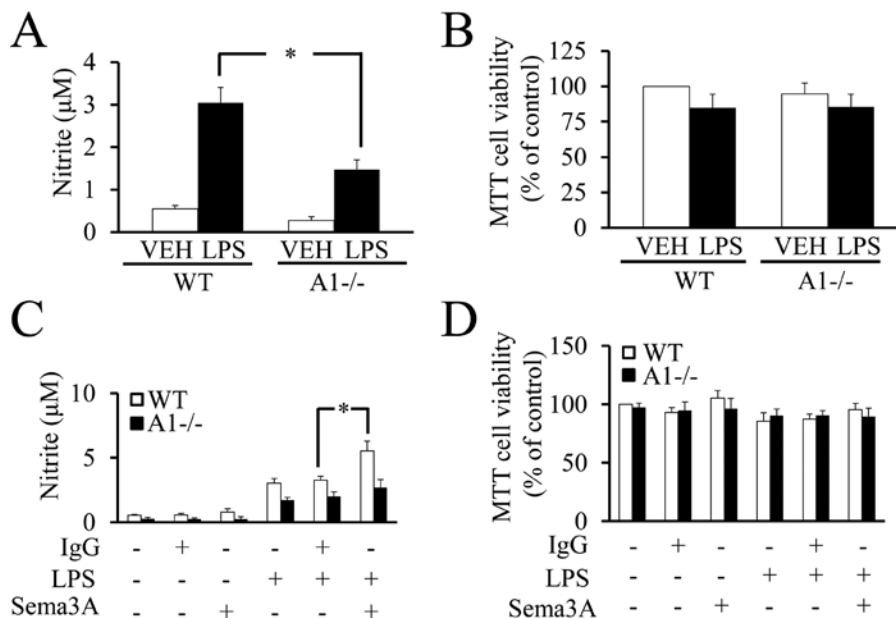 A
Nitrite (μM)
4
3
2
1
0
*
VEH LPS VEH LPS
WT A1-/-
B
MTT cell viability
(% of control)
125
100
75
50
25
0
VEH LPS VEH LPS
WT A1-/-
C
Nitrite (μM)
10
5
0
WT
A1-/-
*
IgG - + - - + -
LPS - - - + + +
Sema3A - - + - - +
D
MTT cell viability
(% of control)
150
100
50
0
WT
A1-/-
IgG - + - - + -
LPS - - - + + +
Sema3A - - + - - +